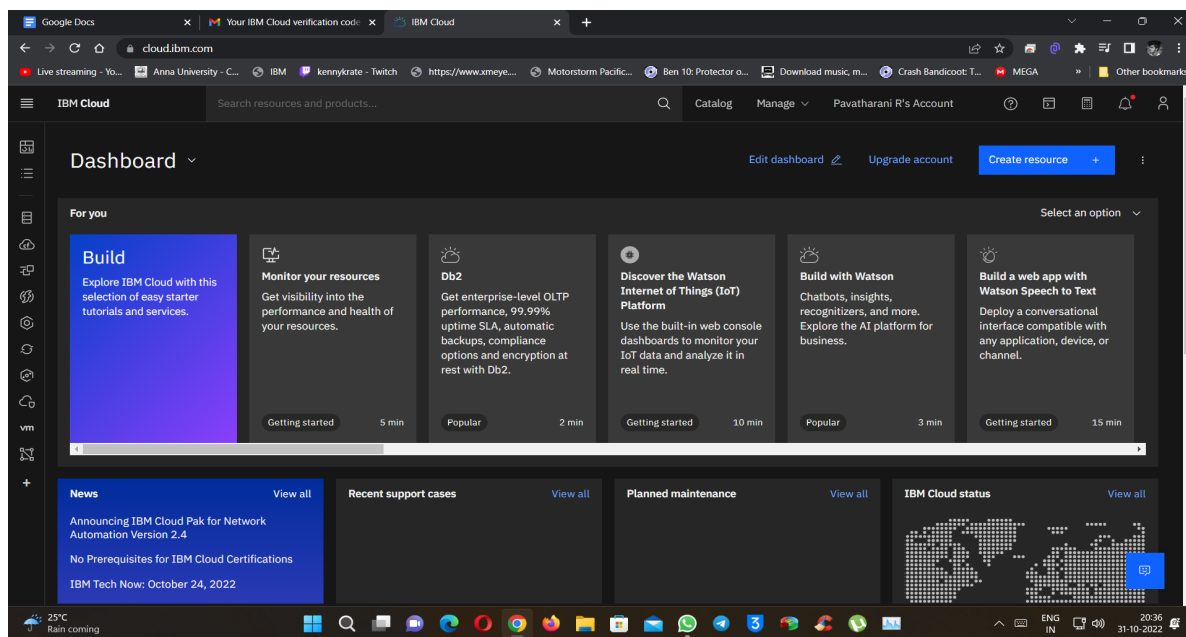 Google Docs
Your IBM Cloud verification code
IBM Cloud
cloud.ibm.com
Live streaming - Yo...
Anna University - C...
IBM
kennykrate - Twitch
https://www.xmeye....
Motorstorm Pacific...
Ben 10: Protector o...
Download music, m...
Crash Bandicoot: T...
MEGA
»
Other bookmarks
IBM Cloud
Search resources and products...
Catalog
Manage
Pavatharani R's Account
Dashboard
Edit dashboard
Upgrade account
Create resource +
For you
Select an option
Build
Explore IBM Cloud with this
selection of easy starter
tutorials and services.
Monitor your resources
Get visibility into the
performance and health of
your resources.
Getting started
5 min
Db2
Get enterprise-level OLTP
performance, 99.99%
uptime SLA, automatic
backups, compliance
options and encryption at
rest with Db2.
Popular
2 min
Discover the Watson
Internet of Things (IoT)
Platform
Use the built-in web console
dashboards to monitor your
IoT data and analyze it in
real time.
Getting started
10 min
Build with Watson
Chatbots, insights,
recognizers, and more.
Explore the AI platform for
business.
Popular
3 min
Build a web app with
Watson Speech to Text
Deploy a conversational
interface compatible with
any application, device, or
channel.
Getting started
15 min
vm
News
View all
Announcing IBM Cloud Pak for Network
Automation Version 2.4
No Prerequisites for IBM Cloud Certifications
IBM Tech Now: October 24, 2022
Recent support cases
View all
Planned maintenance
View all
IBM Cloud status
View all
25°C
Rain coming
ENG
IN
20:36
31-10-2022